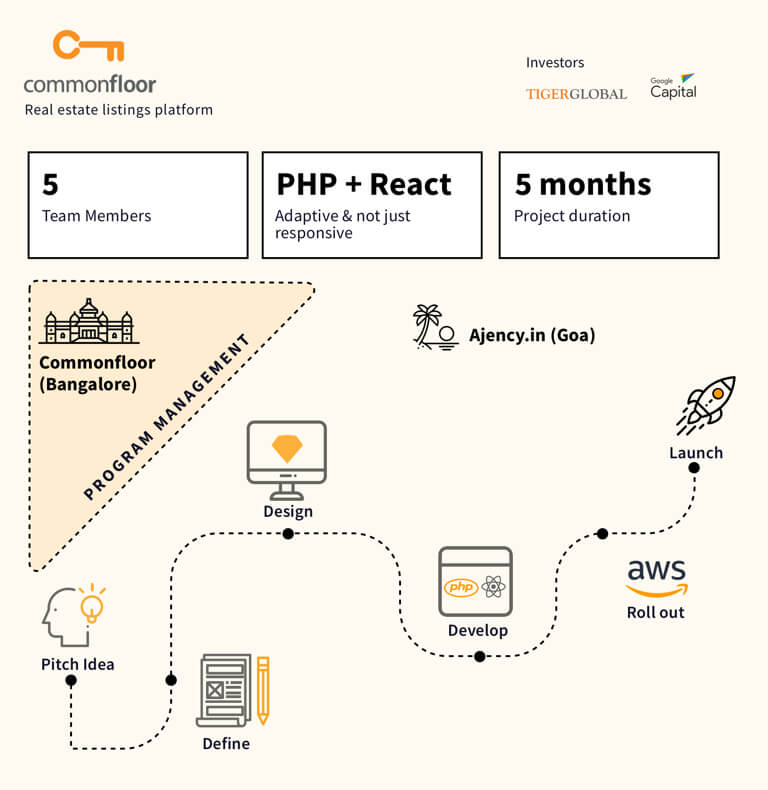 commonfloor
Real estate listings platform
Investors
TIGERGLOBAL
Google
Capital
5
Team Members
PHP + React
Adaptive & not just
responsive
5 months
Project duration
Commonfloor
(Bangalore)
PROGRAM MANAGEMENT
Ajency.in (Goa)
Launch
Design
php
Develop
aws
Roll out
Pitch Idea
Define